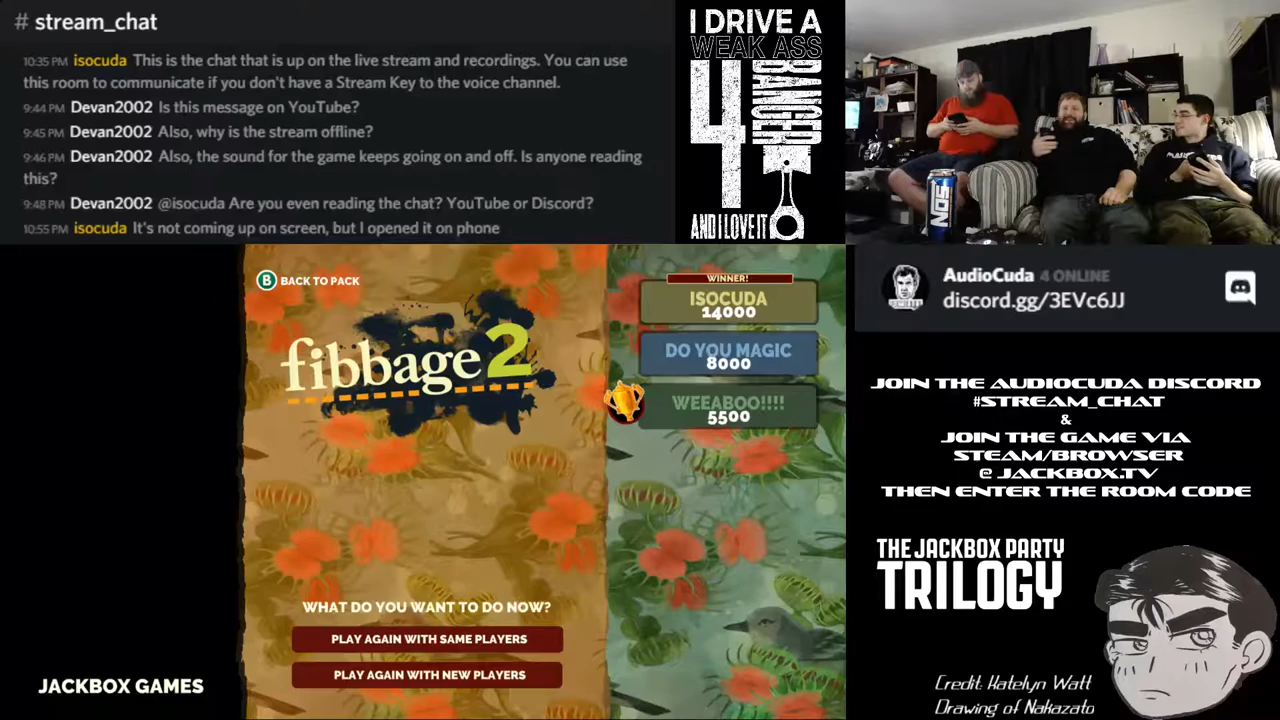 # stream_chat
10:35 PM isocuda This is the chat that is up on the live stream and recordings. You can use
this room to communicate if you don't have a Stream Key to the voice channel.
9:44 PM Devan2002 Is this message on YouTube?
9:45 PM Devan2002 Also, why is the stream offline?
9:46 PM Devan2002 Also, the sound for the game keeps going on and off. Is anyone reading
this?
9:48 PM Devan2002 @isocuda Are you even reading the chat? YouTube or Discord?
10:55 PM isocuda It's not coming up on screen, but I opened it on phone
I DRIVE A
WEAK ASS
4
BANGER
AND I LOVE IT
NOS
B BACK TO PACK
fibbage 2
WINNER!
ISOCUDA
14000
DO YOU MAGIC
8000
WEEABOO!!!!
5500
WHAT DO YOU WANT TO DO NOW?
PLAY AGAIN WITH SAME PLAYERS
PLAY AGAIN WITH NEW PLAYERS
JACKBOX GAMES
AudioCuda 4 ONLINE
discord.gg/3EVc6JJ
JOIN THE AUDIOCUDA DISCORD
#STREAM_CHAT
&
JOIN THE GAME VIA
STEAM/BROWSER
@ JACKBOX.TV
THEN ENTER THE ROOM CODE
THE JACKBOX PARTY
TRILOGY
Credit: Katelyn Watt
Drawing of Nakazato